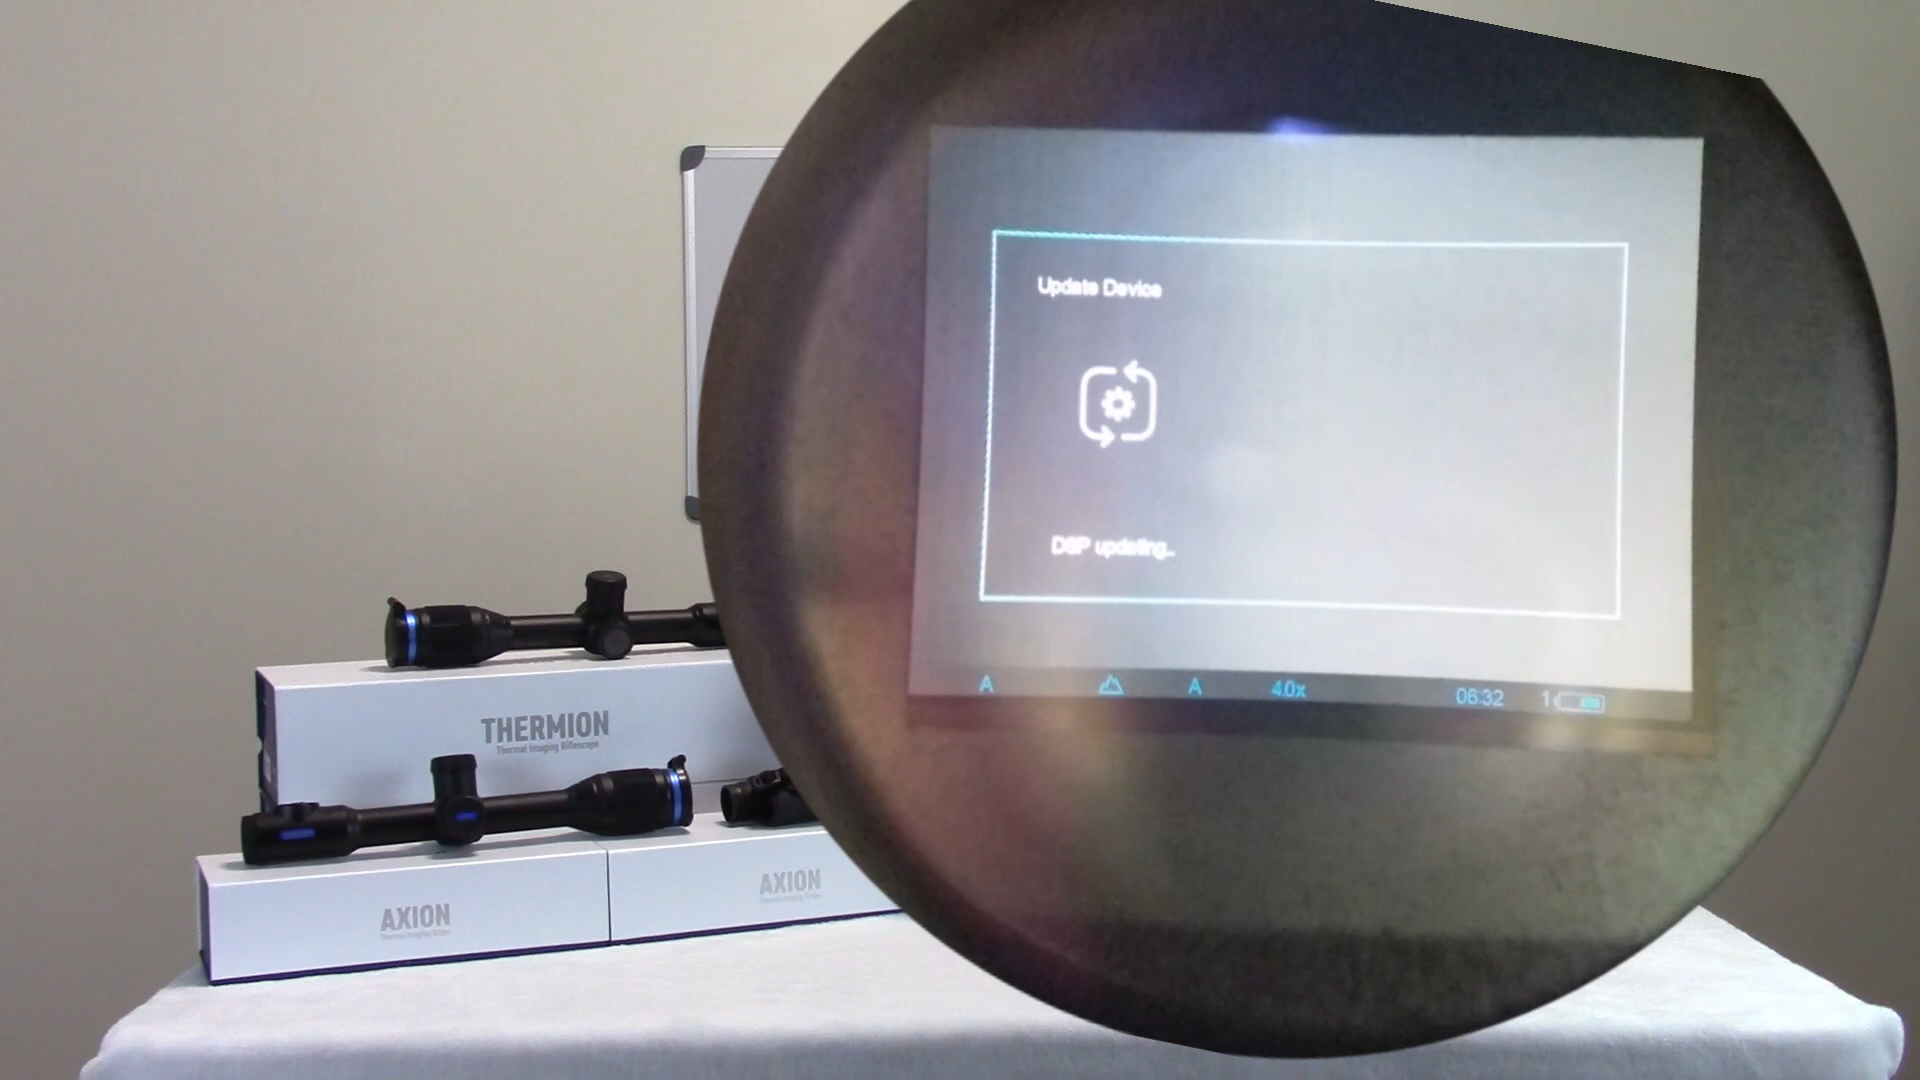 Update Device
DSP updating..
A A 4.0x 06:32 1
THERMION
Thermal Imaging Riflescope
AXION
AXION